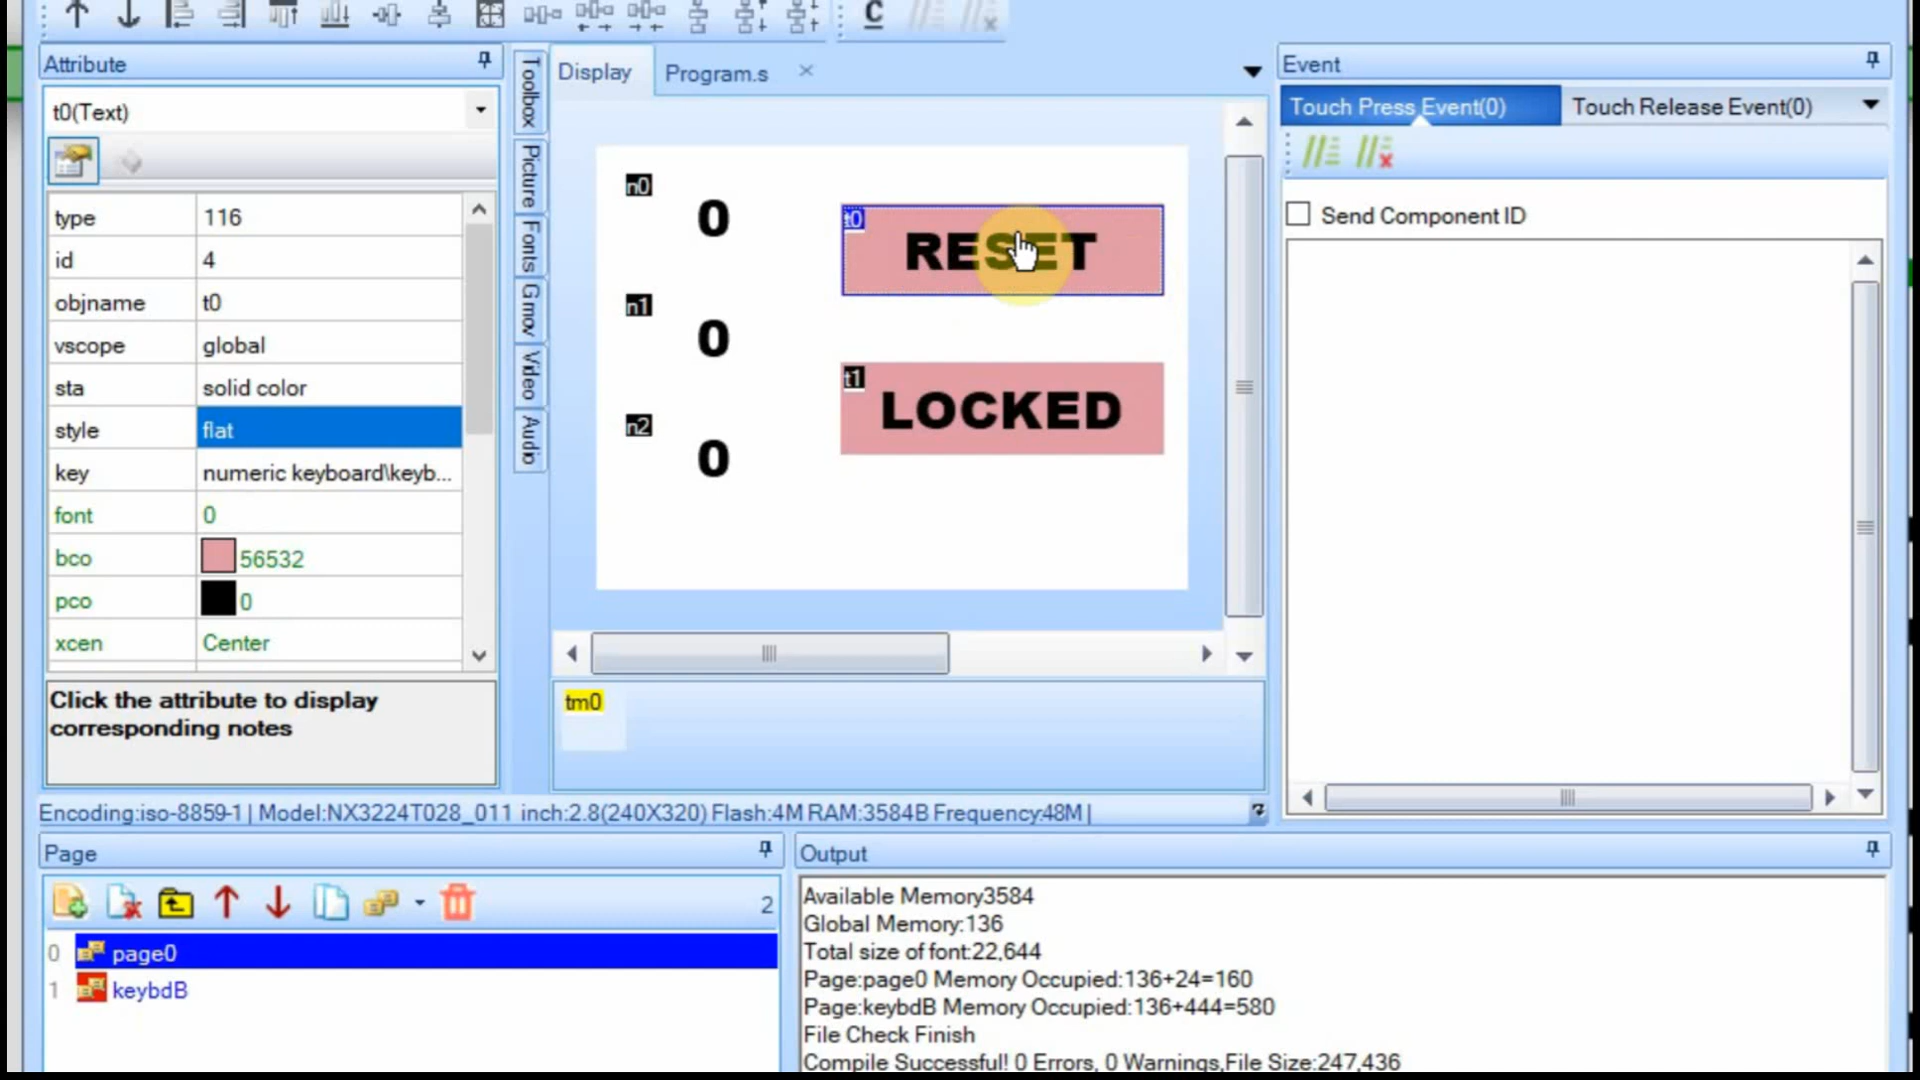 C
Attribute
t0(Text)
type 116
id 4
objname t0
vscope global
sta solid color
style flat
key numeric keyboard\keyb...
font 0
bco 56532
pco 0
xcen Center
Click the attribute to display
corresponding notes
Toolbox
Picture
Fonts
Gmov
Video
Audio
Display Program.s
n0
0
t0
RESET
n1
0
t1
LOCKED
n2
0
tm0
Event
Touch Press Event(0) Touch Release Event(0)
Send Component ID
Encoding:iso-8859-1 | Model:NX3224T028_011 inch:2.8(240X320) Flash:4M RAM:3584B Frequency:48M |
Page
2
0 page0
1 keybdB
Output
Available Memory3584
Global Memory:136
Total size of font:22,644
Page:page0 Memory Occupied:136+24=160
Page:keybdB Memory Occupied:136+444=580
File Check Finish
Compile Successful! 0 Errors, 0 Warnings,File Size:247,436